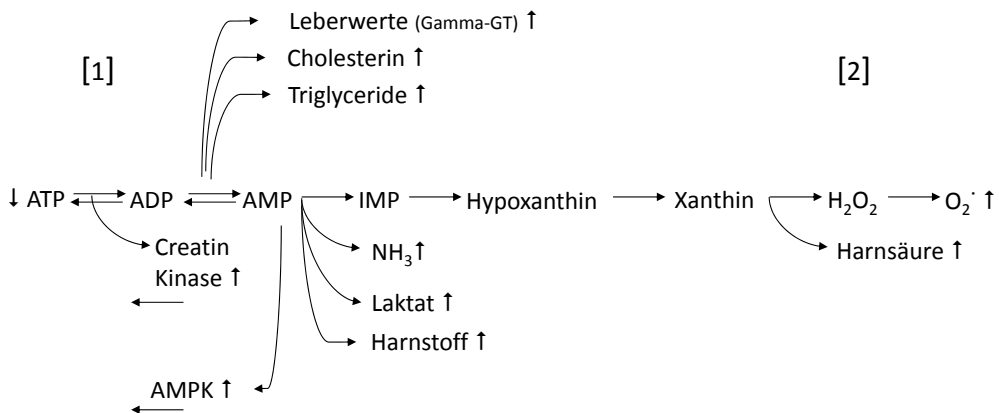 Leberwerte (Gamma-GT) ↑
[1]
Cholesterin ↑
[2]
Triglyceride ↑
↓ ATP
ADP
AMP
IMP
Hypoxanthin
Xanthin
H₂O₂
O₂˙ ↑
Creatin
Kinase ↑
NH₃↑
Harnsäure ↑
Laktat ↑
Harnstoff ↑
AMPK ↑